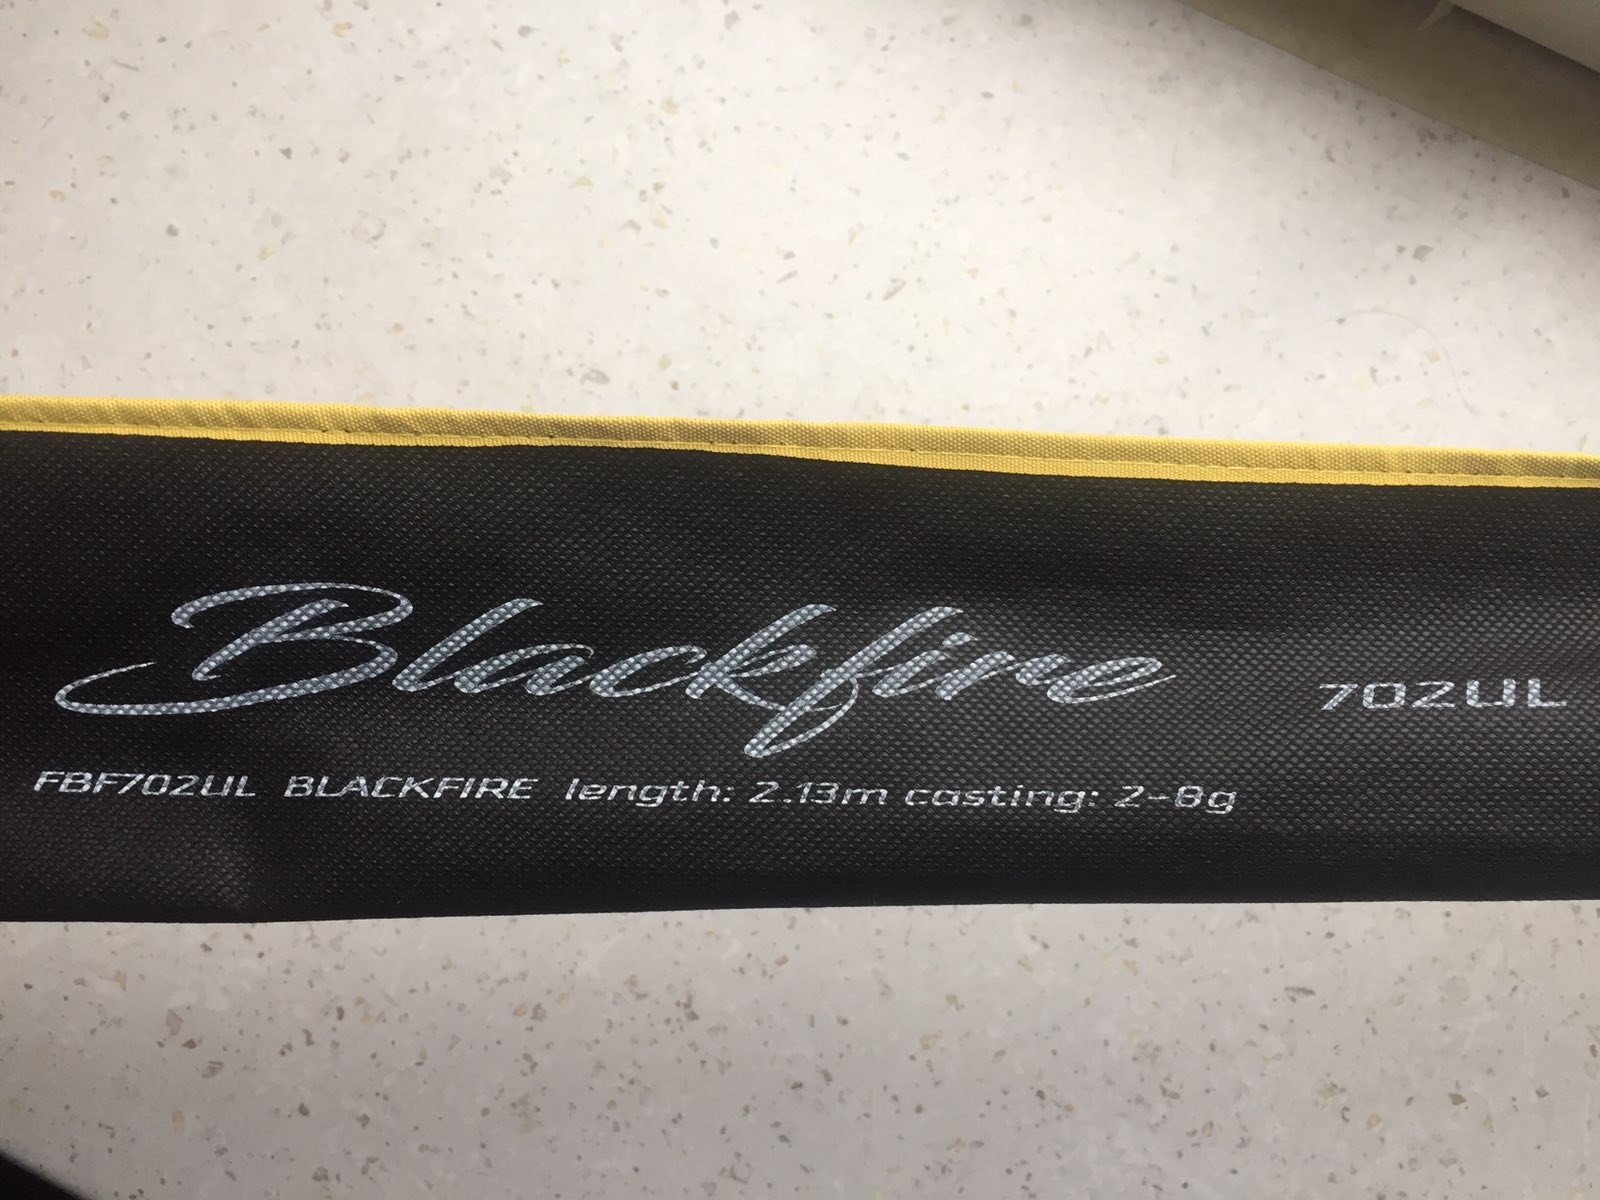 Blackfire 702UL
FBF702UL BLACKFIRE length: 2.13m casting: 2-8g